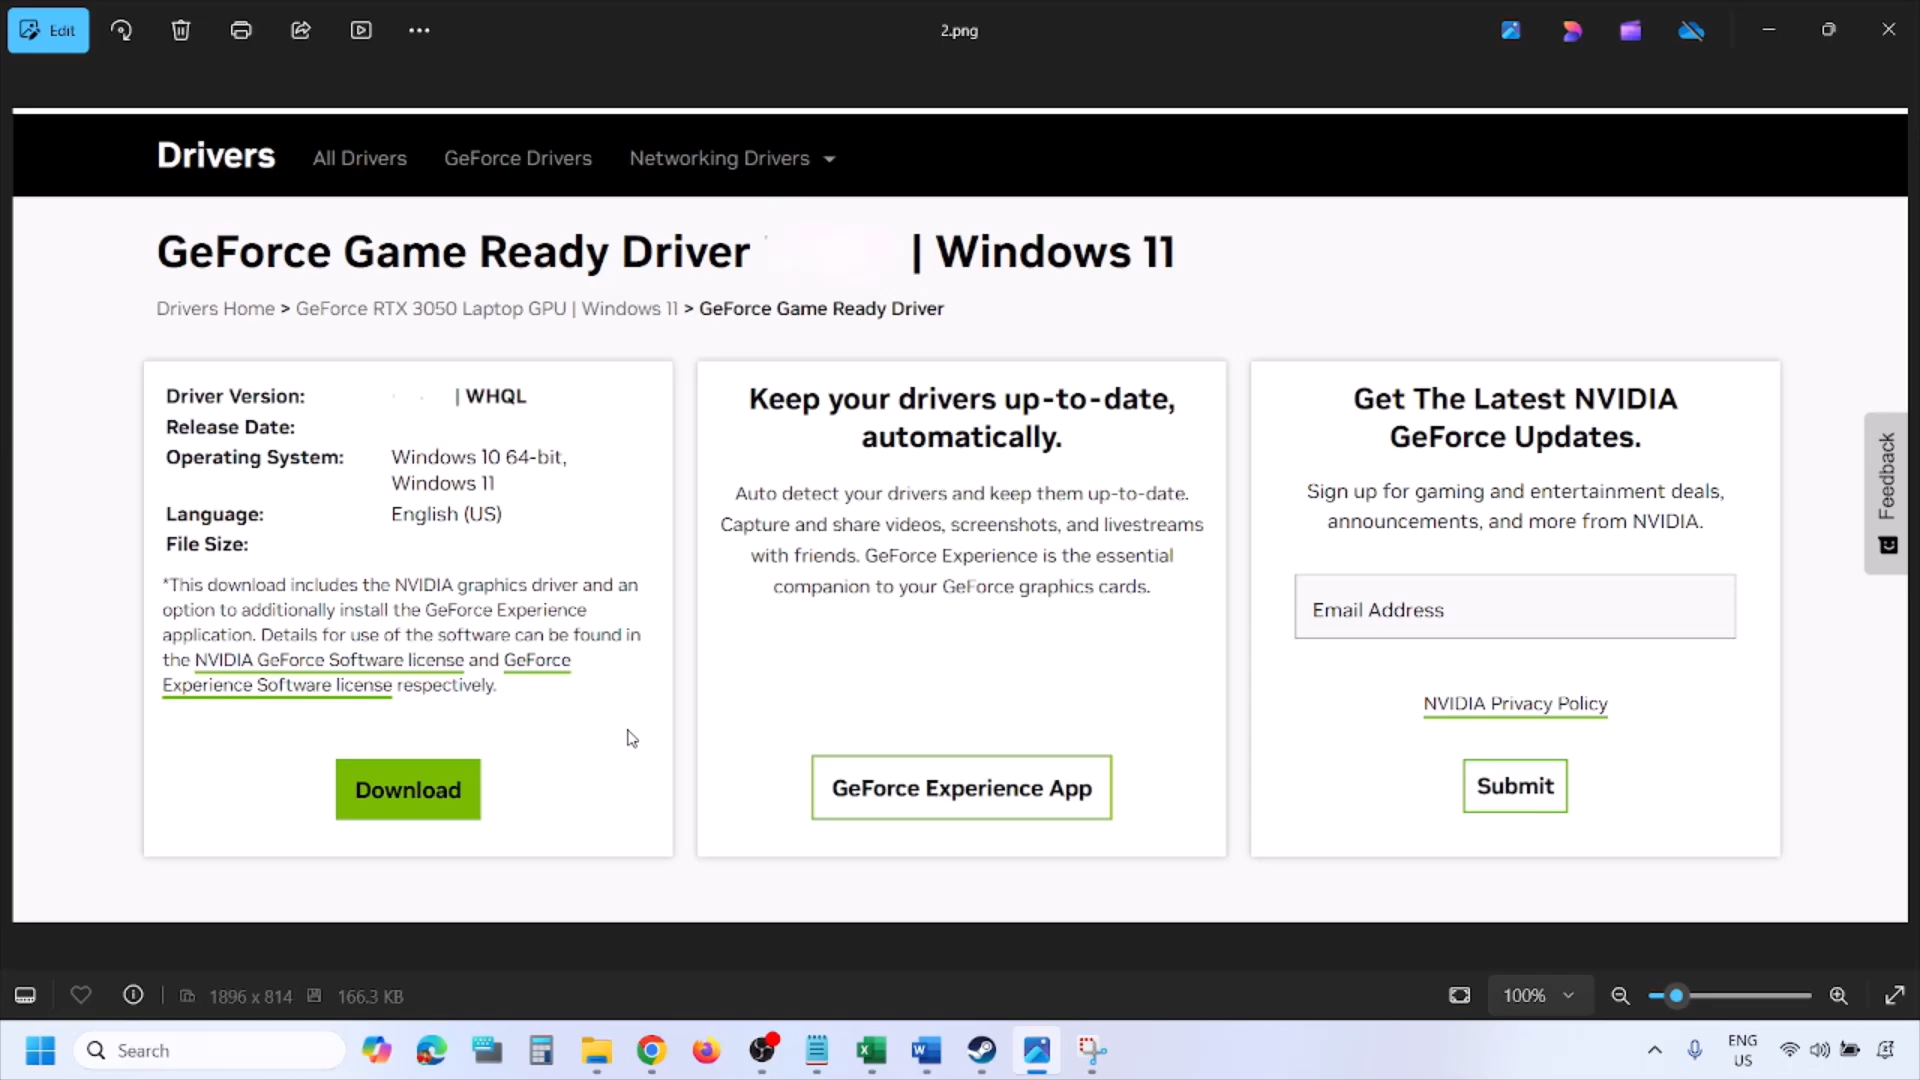 Edit
2.png
Drivers
All Drivers
GeForce Drivers
Networking Drivers
GeForce Game Ready Driver | Windows 11
Drivers Home > GeForce RTX 3050 Laptop GPU | Windows 11 > GeForce Game Ready Driver
Driver Version: | WHQL
Release Date:
Operating System: Windows 10 64-bit,
Windows 11
Language: English (US)
File Size:
*This download includes the NVIDIA graphics driver and an
option to additionally install the GeForce Experience
application. Details for use of the software can be found in
the NVIDIA GeForce Software license and GeForce
Experience Software license respectively.
Download
Keep your drivers up-to-date,
automatically.
Auto detect your drivers and keep them up-to-date.
Capture and share videos, screenshots, and livestreams
with friends. GeForce Experience is the essential
companion to your GeForce graphics cards.
GeForce Experience App
Get The Latest NVIDIA
GeForce Updates.
Sign up for gaming and entertainment deals,
announcements, and more from NVIDIA.
Email Address
NVIDIA Privacy Policy
Submit
Feedback
1896 x 814
166.3 KB
100%
Search
ENG
US